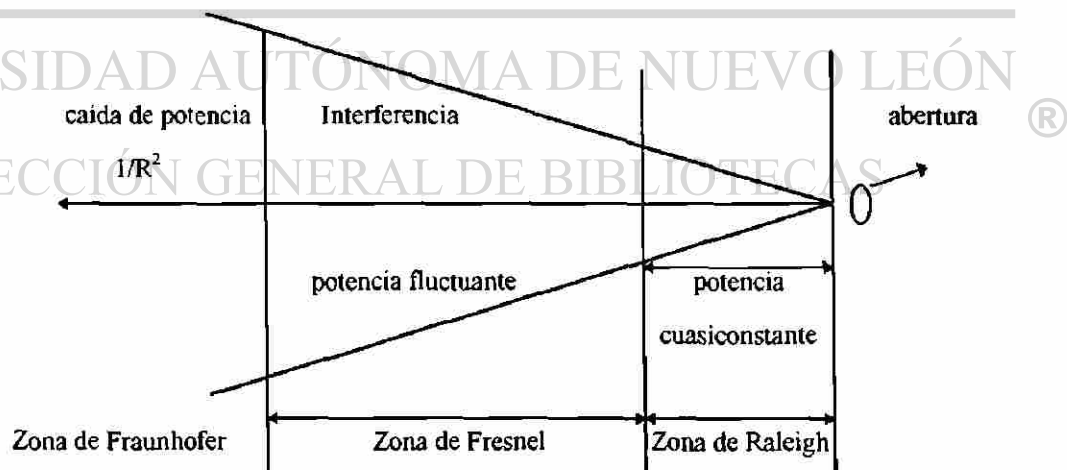 SIDAD AUTÓNOMA DE NUEVO LEÓN
®
caída de potencia
1/R²
Interferencia
abertura
ECCIÓN GENERAL DE BIBLIOTECAS
potencia fluctuante
potencia
cuasiconstante
Zona de Fraunhofer
Zona de Fresnel
Zona de Raleigh